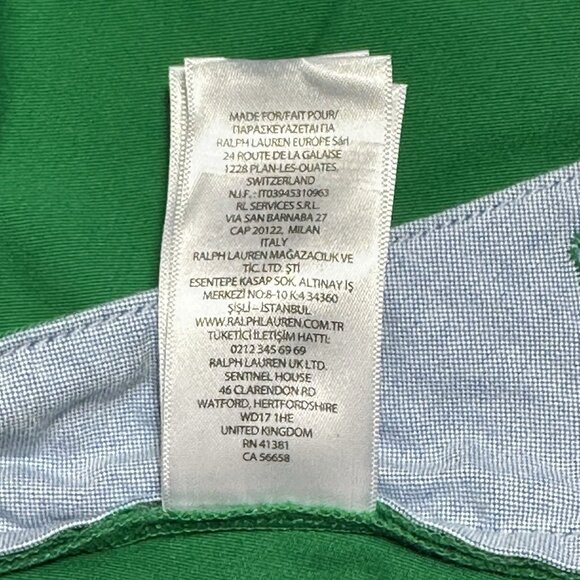 MADE FOR/FAIT POUR/
ΠΑΡΑΣΚΕΥΑΖΕΤΑΙ ΓΙΑ
RALPH LAUREN EUROPE Sárl
24 ROUTE DE LA GALAISE
1228 PLAN-LES-OUATES,
SWITZERLAND
N.I.F.: IT03945310963
RL SERVICES S.R.L.
VIA SAN BARNABA 27
CAP 20122, MILAN
ITALY
RALPH LAUREN MAĞAZACILIK VE
TİC. LTD. ŞTİ
ESENTEPE KASAP SOK. ALTINAY İŞ
MERKEZİ NO:8-10 K:4 34360
ŞİŞLİ – İSTANBUL
WWW.RALPHLAUREN.COM.TR
TÜKETİCİ İLETİŞİM HATTI:
0212 345 69 69
RALPH LAUREN UK LTD.
SENTINEL HOUSE
46 CLARENDON RD
WATFORD, HERTFORDSHIRE
WD17 1HE
UNITED KINGDOM
RN 41381
CA 56658